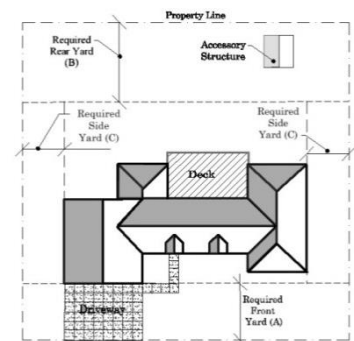 Property Line
Required
Rear Yard
(B)
Accessory
Structure
Required
Side
Yard (C)
Required
Side
Yard (C)
Deck
Driveway
Required
Front
Yard (A)